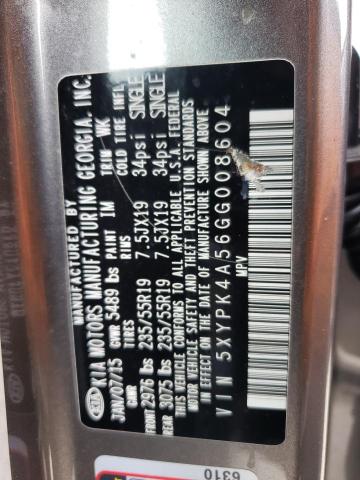 MANUFACTURED BY
KIA MOTORS MANUFACTURING GEORGIA, INC.
JAN/07/15 PAINT IM TRIM WK
GVWR 5489 lbs
GAWR TIRES RIMS COLD TIRE INFL.
FRONT 2976 lbs 235/55R19 7.5JX19 34psi SINGLE
REAR 3075 lbs 235/55R19 7.5JX19 34psi SINGLE
THIS VEHICLE CONFORMS TO ALL APPLICABLE U.S.A. FEDERAL
MOTOR VEHICLE SAFETY AND THEFT PREVENTION STANDARDS
IN EFFECT ON THE DATE OF MANUFACTURE SHOWN ABOVE
VIN 5XYPK4A56GG008604
MPV
6310